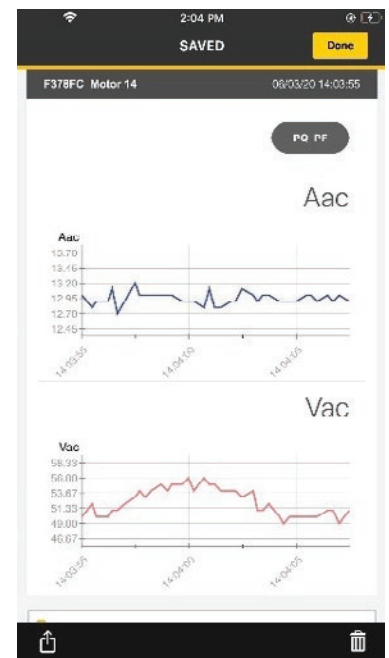 2:04 PM
SAVED
Done
F378FC Motor 14
06/03/20 14:03:55
PQ PF
Aac
Aac
13.70
13.46
13.20
12.95
12.70
12.45
14:03:55
14:04:00
14:04:05
Vac
Vac
58.33
56.00
53.67
51.33
49.00
46.67
14:03:55
14:04:00
14:04:05